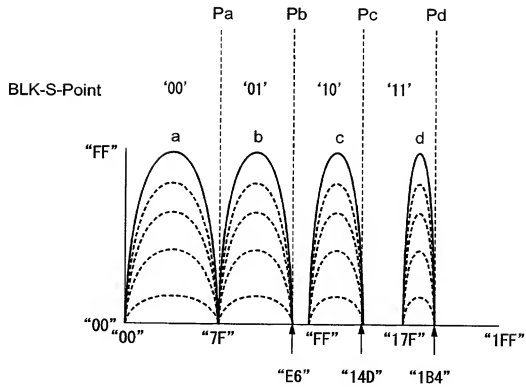 Pa Pb Pc Pd
BLK-S-Point ‘00’ ‘01’ ‘10’ ‘11’
a b c d
“FF”
“00”
“00” “7F” “FF” “17F” “1FF”
“E6” “14D” “1B4”